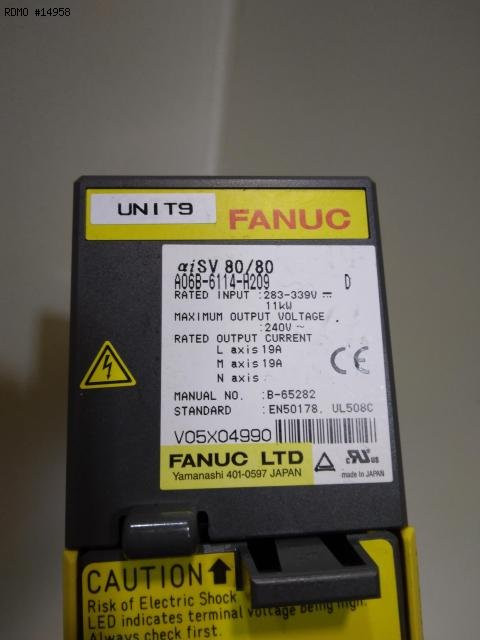 RDMO #14958
UNIT9
FANUC
αiSV 80/80
A06B-6114-H209 D
RATED INPUT :283-339V ⎓
11kW
MAXIMUM OUTPUT VOLTAGE
:240V ~
RATED OUTPUT CURRENT
L axis 19A
M axis 19A
N axis
CE
MANUAL NO. :B-65282
STANDARD :EN50178, UL508C
V05X04990
FANUC LTD
Yamanashi 401-0597 JAPAN
c RU us
made in JAPAN
CAUTION
Risk of Electric Shock
LED indicates terminal voltage being high.
Always check first.